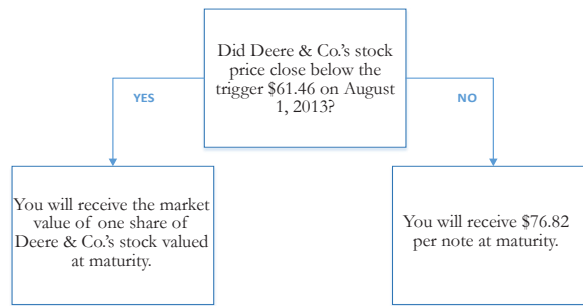 Did Deere & Co.'s stock
price close below the
trigger $61.46 on August
1, 2013?
YES
NO
You will receive the market
value of one share of
Deere & Co.'s stock valued
at maturity.
You will receive $76.82
per note at maturity.